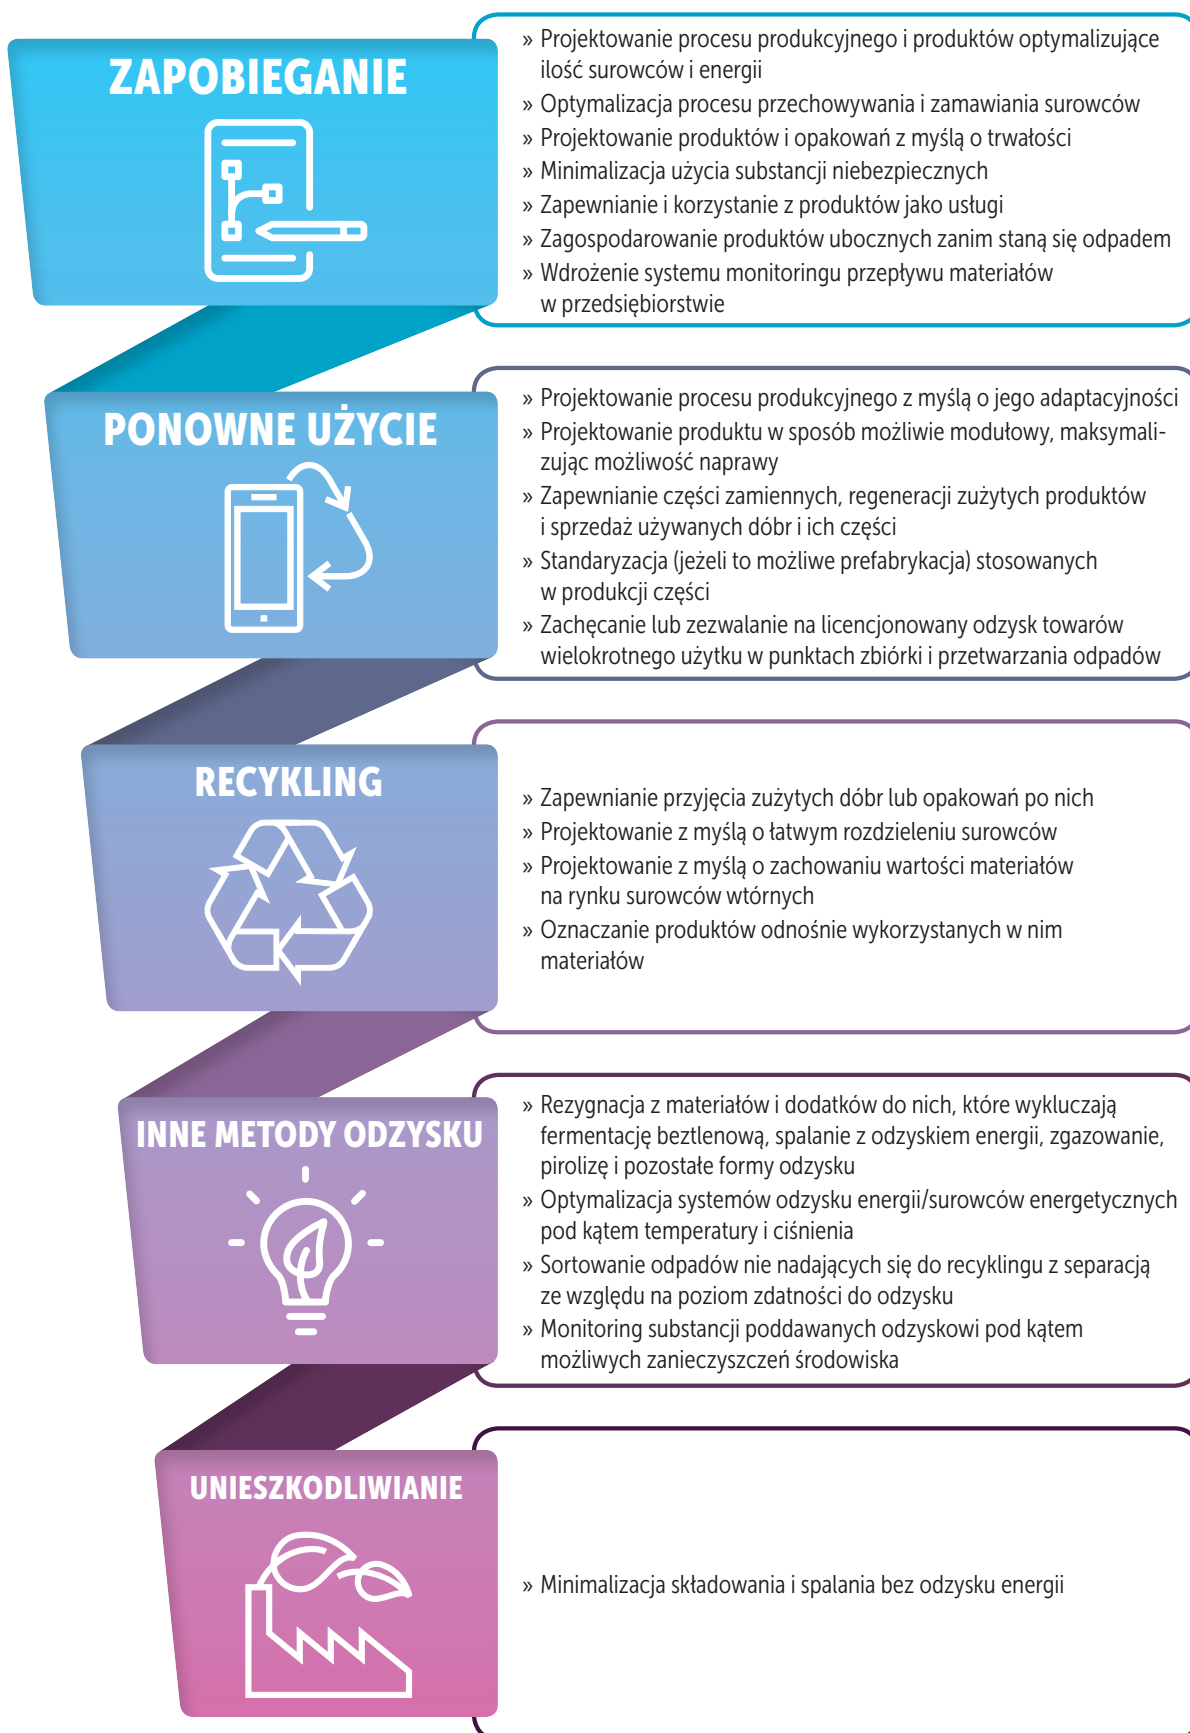 ZAPOBIEGANIE
» Projektowanie procesu produkcyjnego i produktów optymalizujące
ilość surowców i energii
» Optymalizacja procesu przechowywania i zamawiania surowców
» Projektowanie produktów i opakowań z myślą o trwałości
» Minimalizacja użycia substancji niebezpiecznych
» Zapewnianie i korzystanie z produktów jako usługi
» Zagospodarowanie produktów ubocznych zanim staną się odpadem
» Wdrożenie systemu monitoringu przepływu materiałów
w przedsiębiorstwie
PONOWNE UŻYCIE
» Projektowanie procesu produkcyjnego z myślą o jego adaptacyjności
» Projektowanie produktu w sposób możliwie modułowy, maksymali-
zując możliwość naprawy
» Zapewnianie części zamiennych, regeneracji zużytych produktów
i sprzedaż używanych dóbr i ich części
» Standaryzacja (jeżeli to możliwe prefabrykacja) stosowanych
w produkcji części
» Zachęcanie lub zezwalanie na licencjonowany odzysk towarów
wielokrotnego użytku w punktach zbiórki i przetwarzania odpadów
RECYKLING
» Zapewnianie przyjęcia zużytych dóbr lub opakowań po nich
» Projektowanie z myślą o łatwym rozdzieleniu surowców
» Projektowanie z myślą o zachowaniu wartości materiałów
na rynku surowców wtórnych
» Oznaczanie produktów odnośnie wykorzystanych w nim
materiałów
INNE METODY ODZYSKU
» Rezygnacja z materiałów i dodatków do nich, które wykluczają
fermentację beztlenową, spalanie z odzyskiem energii, zgazowanie,
pirolizę i pozostałe formy odzysku
» Optymalizacja systemów odzysku energii/surowców energetycznych
pod kątem temperatury i ciśnienia
» Sortowanie odpadów nie nadających się do recyklingu z separacją
ze względu na poziom zdatności do odzysku
» Monitoring substancji poddawanych odzyskowi pod kątem
możliwych zanieczyszczeń środowiska
UNIESZKODLIWIANIE
» Minimalizacja składowania i spalania bez odzysku energii